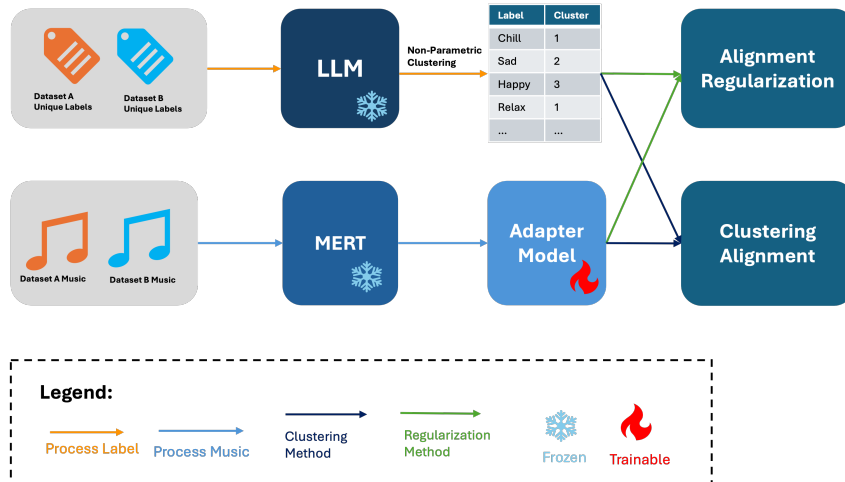 Dataset A
Unique Labels
Dataset B
Unique Labels
LLM
Non-Parametric
Clustering
Label Cluster
Chill 1
Sad 2
Happy 3
Relax 1
... ...
Alignment
Regularization
Dataset A Music
Dataset B Music
MERT
Adapter
Model
Clustering
Alignment
Legend:
Process Label
Process Music
Clustering
Method
Regularization
Method
Frozen
Trainable